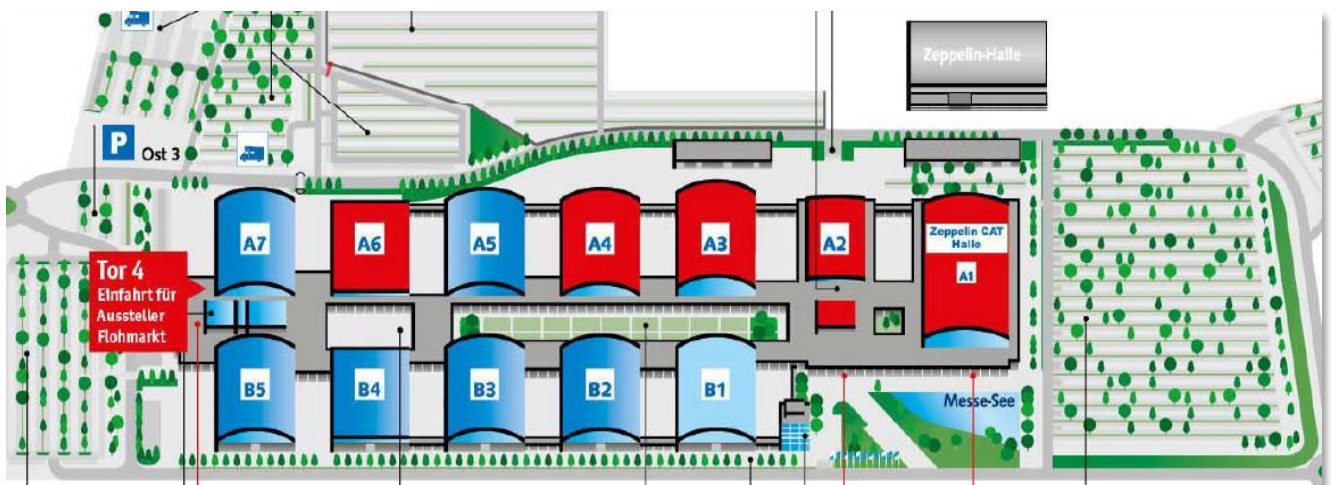 Zeppelin-Halle
P
Ost 3
A7
A6
A5
A4
A3
A2
Zeppelin CAT
Halle
A1
Tor 4
Einfahrt für
Aussteller
Flohmarkt
B5
B4
B3
B2
B1
Messe-See